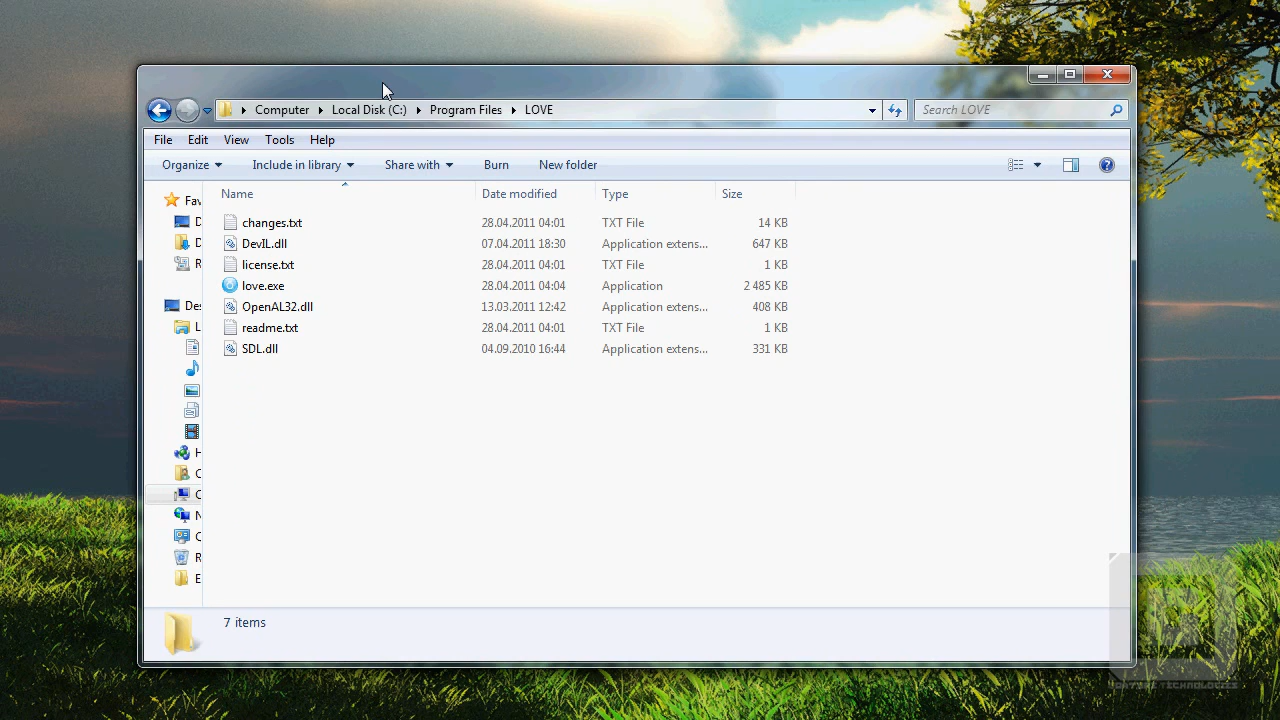 Computer Local Disk (C:) Program Files LOVE Search LOVE
File Edit View Tools Help
Organize Include in library Share with Burn New folder
Name Date modified Type Size
Fav
D
D
R
Des
L
H
C
C
N
C
R
E
changes.txt 28.04.2011 04:01 TXT File 14 KB
DevIL.dll 07.04.2011 18:30 Application extens... 647 KB
license.txt 28.04.2011 04:01 TXT File 1 KB
love.exe 28.04.2011 04:04 Application 2 485 KB
OpenAL32.dll 13.03.2011 12:42 Application extens... 408 KB
readme.txt 28.04.2011 04:01 TXT File 1 KB
SDL.dll 04.09.2010 16:44 Application extens... 331 KB
7 items